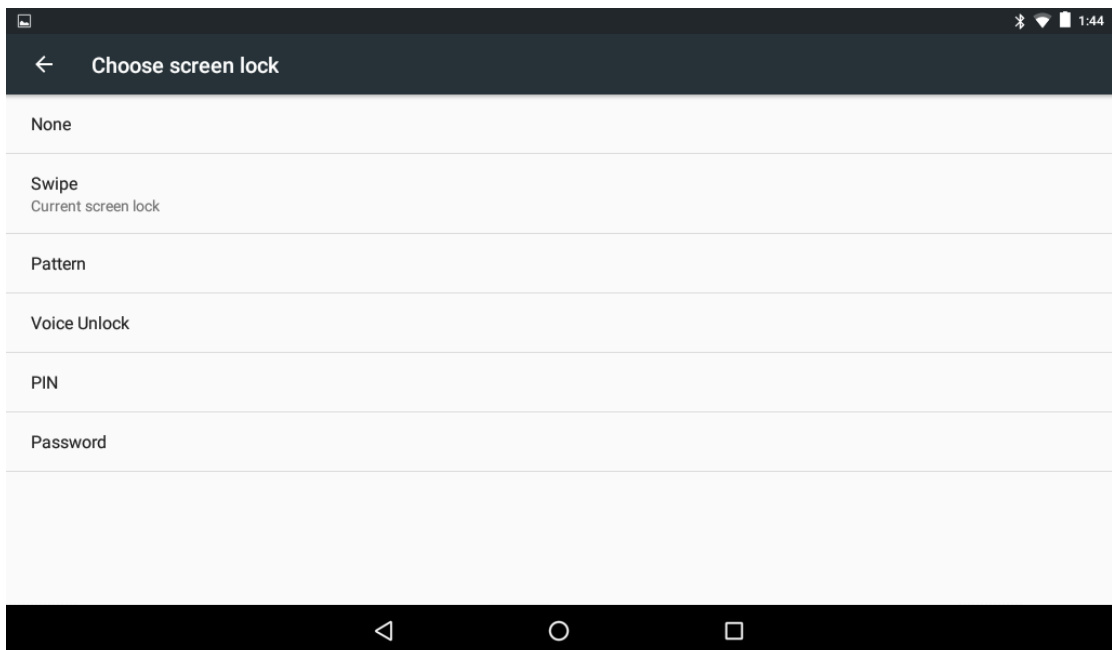 1:44
Choose screen lock
None
Swipe
Current screen lock
Pattern
Voice Unlock
PIN
Password